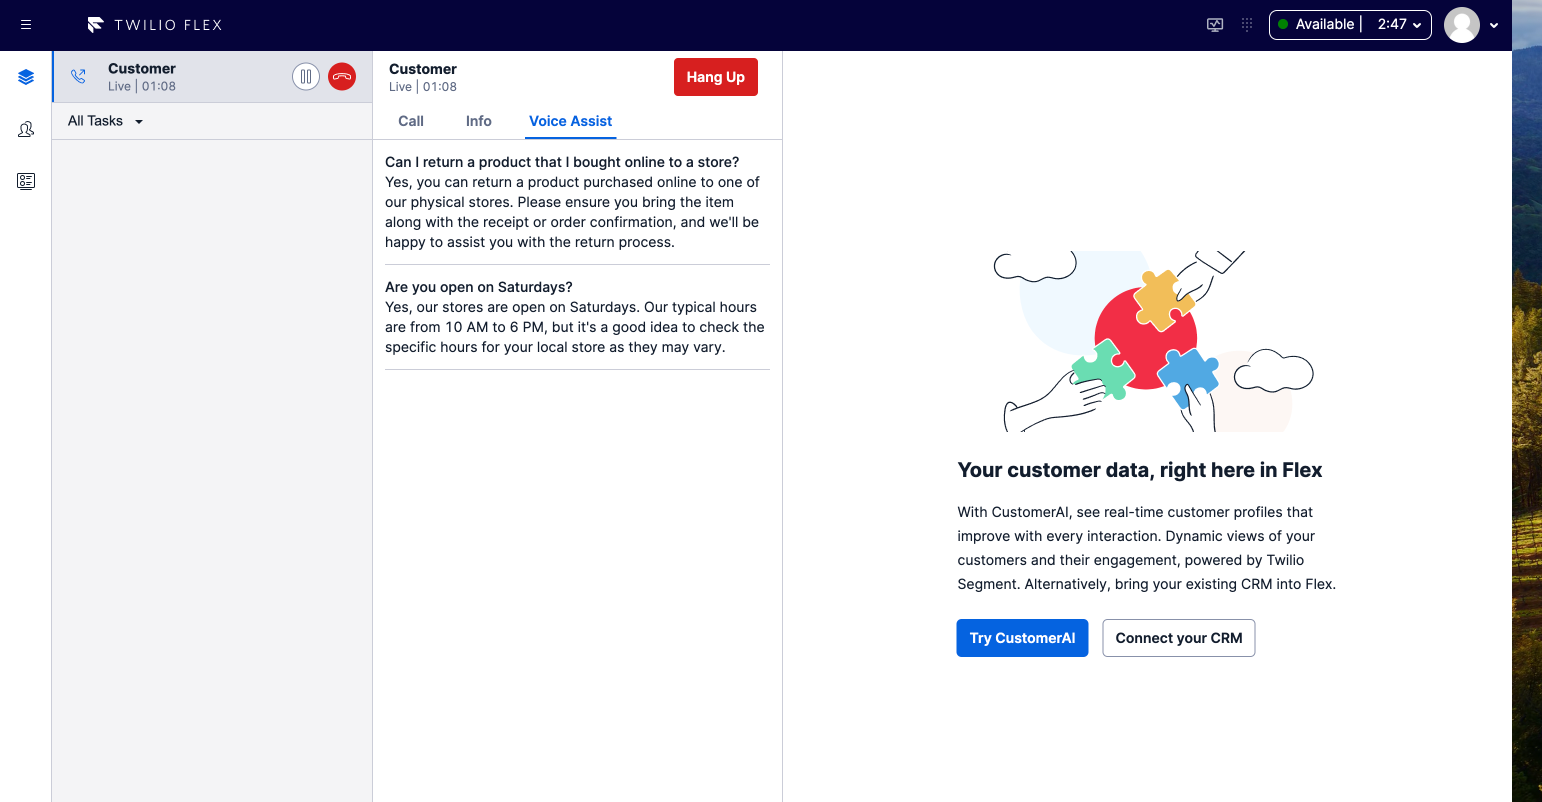 TWILIO FLEX
Available | 2:47
Customer
Live | 01:08
All Tasks
Customer
Live | 01:08
Hang Up
Call Info Voice Assist
Can I return a product that I bought online to a store?
Yes, you can return a product purchased online to one of
our physical stores. Please ensure you bring the item
along with the receipt or order confirmation, and we'll be
happy to assist you with the return process.
Are you open on Saturdays?
Yes, our stores are open on Saturdays. Our typical hours
are from 10 AM to 6 PM, but it's a good idea to check the
specific hours for your local store as they may vary.
Your customer data, right here in Flex
With CustomerAI, see real-time customer profiles that
improve with every interaction. Dynamic views of your
customers and their engagement, powered by Twilio
Segment. Alternatively, bring your existing CRM into Flex.
Try CustomerAI
Connect your CRM